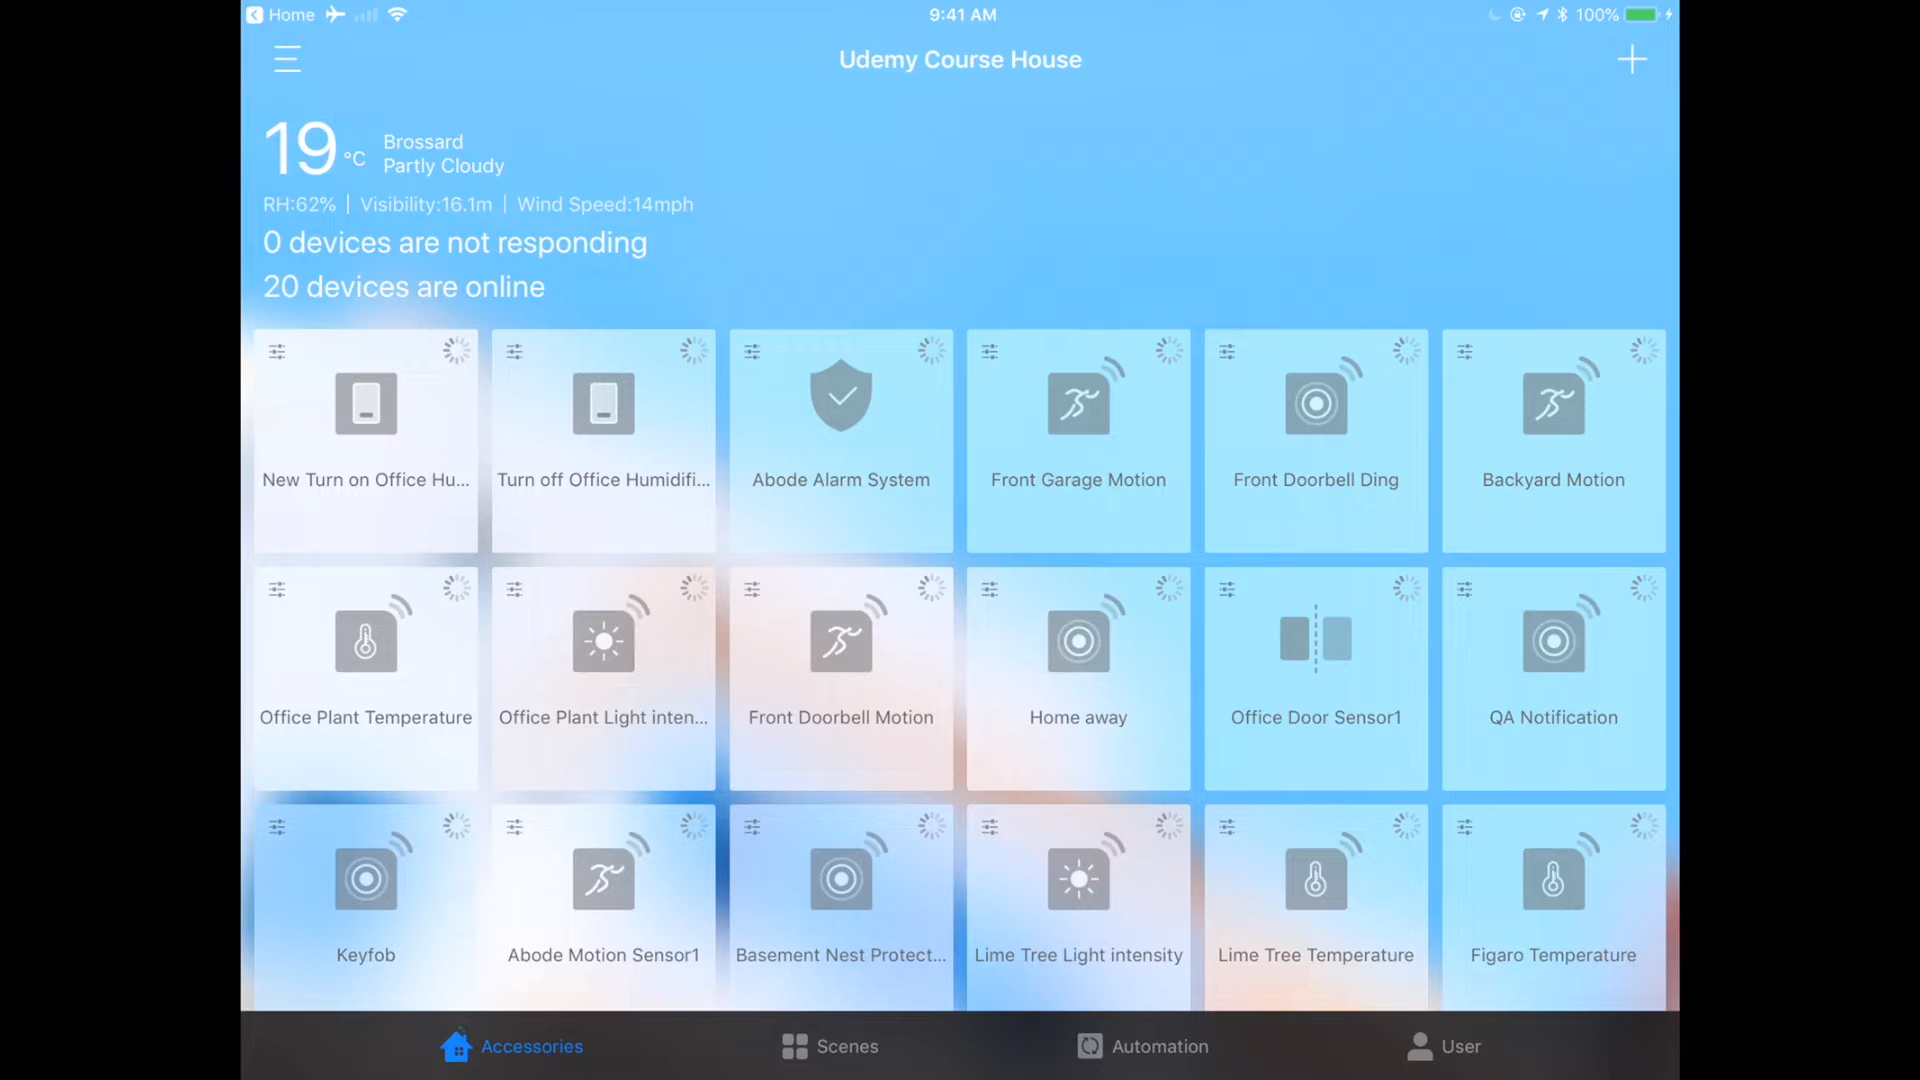 Home
9:41 AM
100%
Udemy Course House
19 °C
Brossard
Partly Cloudy
RH:62% | Visibility:16.1m | Wind Speed:14mph
0 devices are not responding
20 devices are online
New Turn on Office Hu...
Turn off Office Humidifi...
Abode Alarm System
Front Garage Motion
Front Doorbell Ding
Backyard Motion
Office Plant Temperature
Office Plant Light inten...
Front Doorbell Motion
Home away
Office Door Sensor1
QA Notification
Keyfob
Abode Motion Sensor1
Basement Nest Protect...
Lime Tree Light intensity
Lime Tree Temperature
Figaro Temperature
Accessories
Scenes
Automation
User